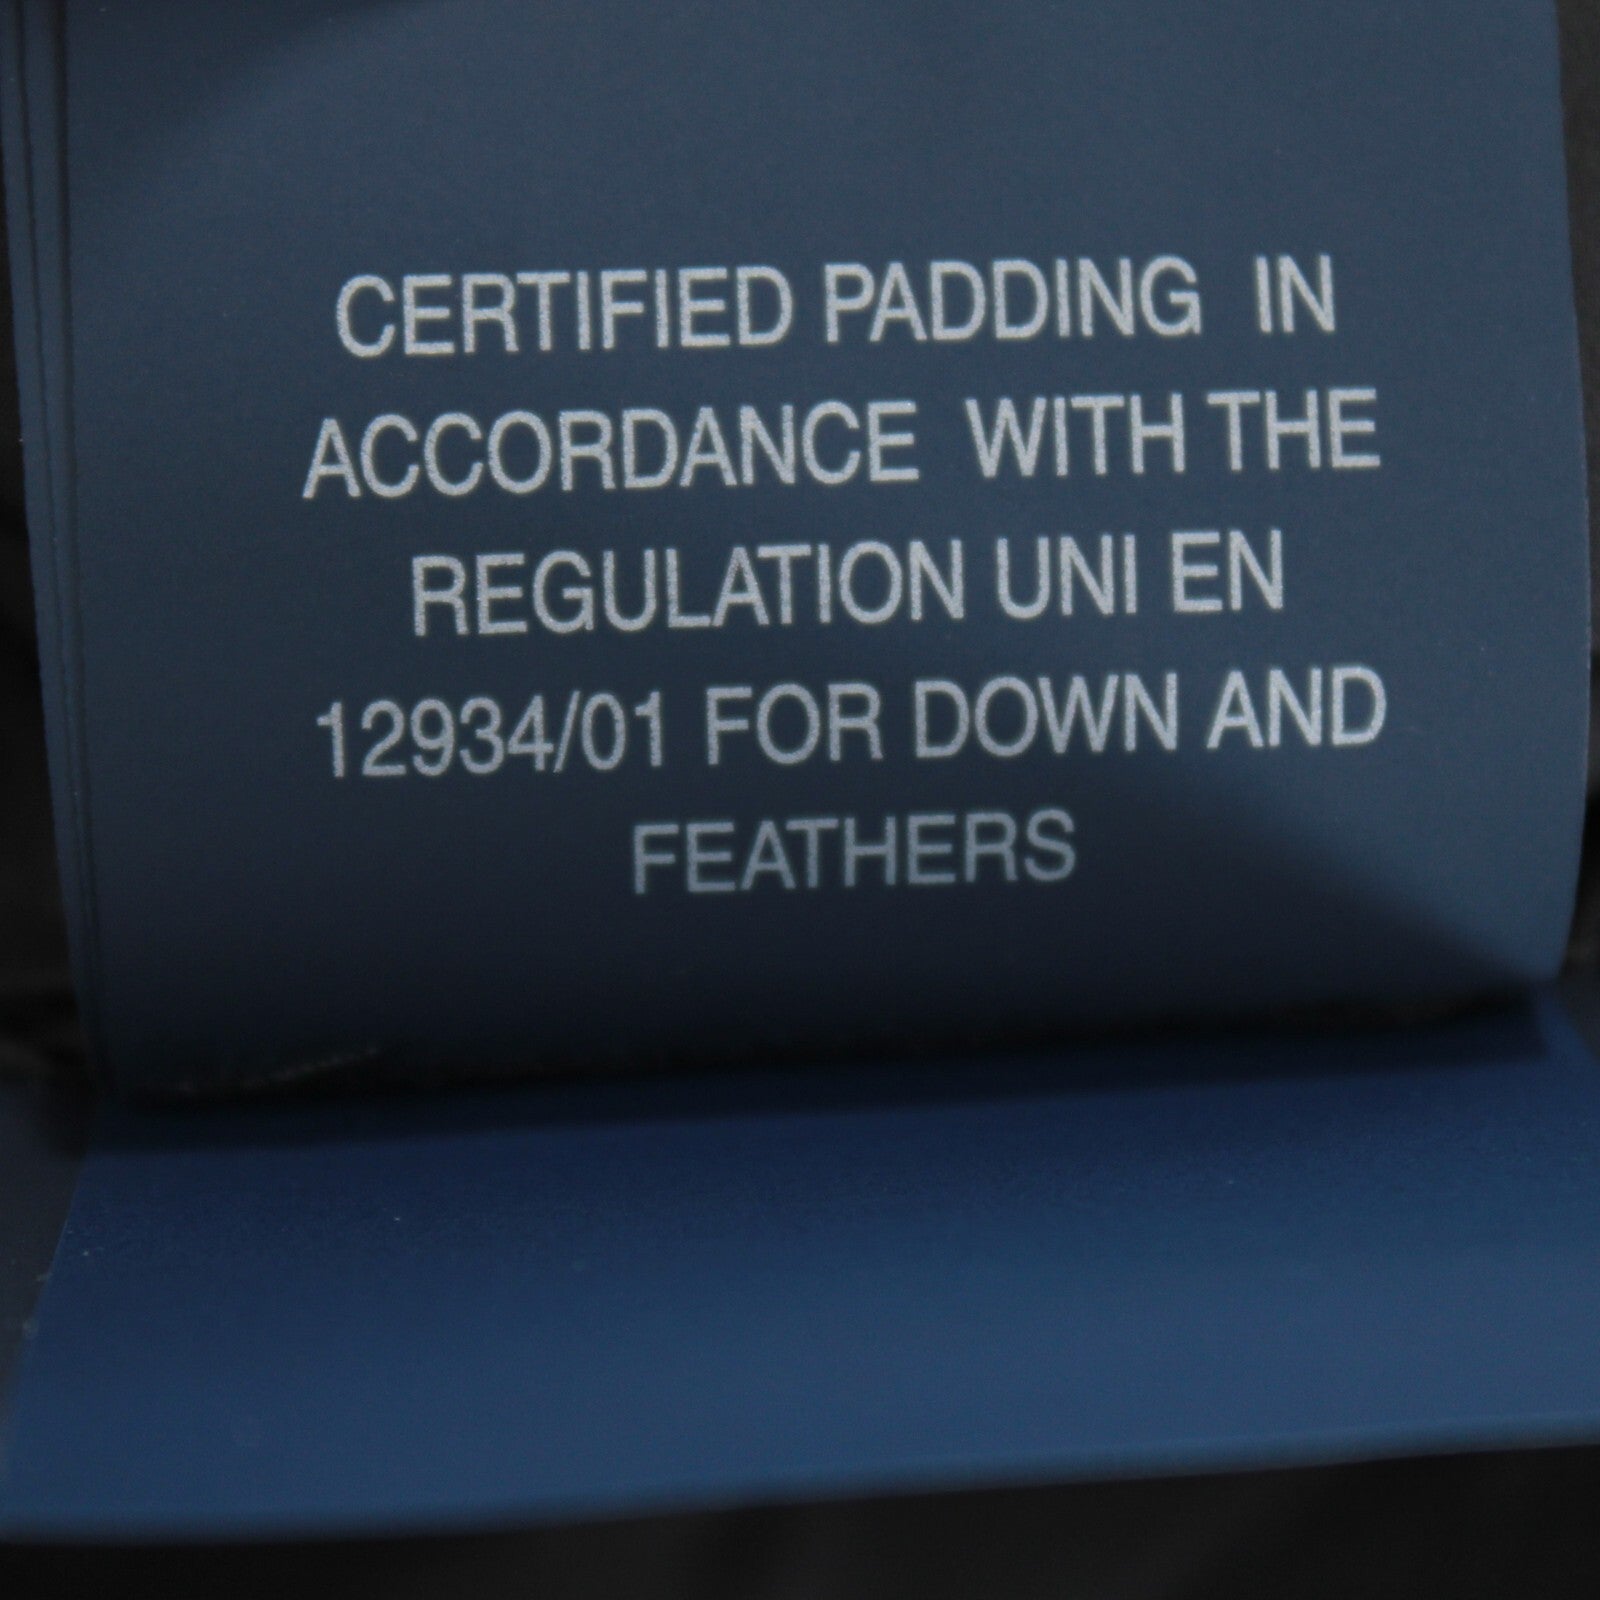 CERTIFIED PADDING IN
ACCORDANCE WITH THE
REGULATION UNI EN
12934/01 FOR DOWN AND
FEATHERS